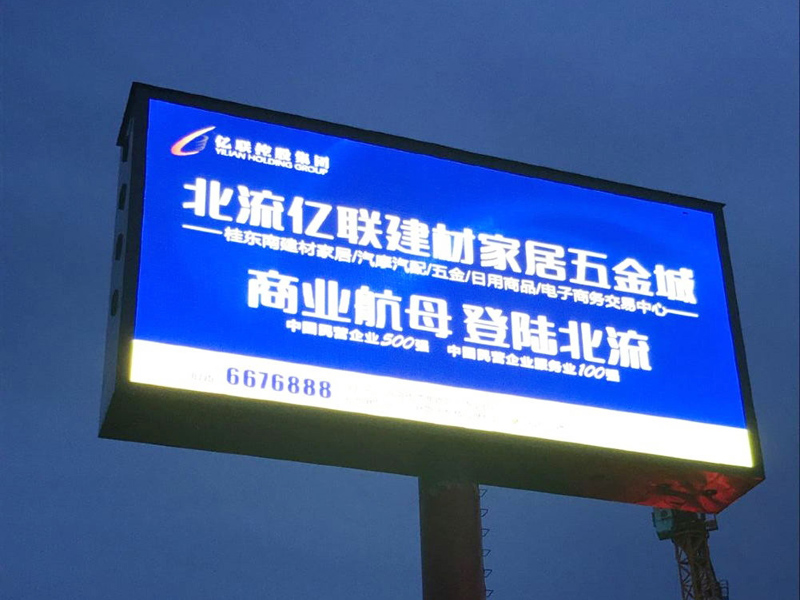 亿联控股集团
YILIAN HOLDING GROUP
北流亿联建材家居五金城
——桂东南建材家居/汽摩汽配/五金/日用商品/电子商务交易中心——
商业航母 登陆北流
中国民营企业500强 中国民营企业服务业100强
6676888